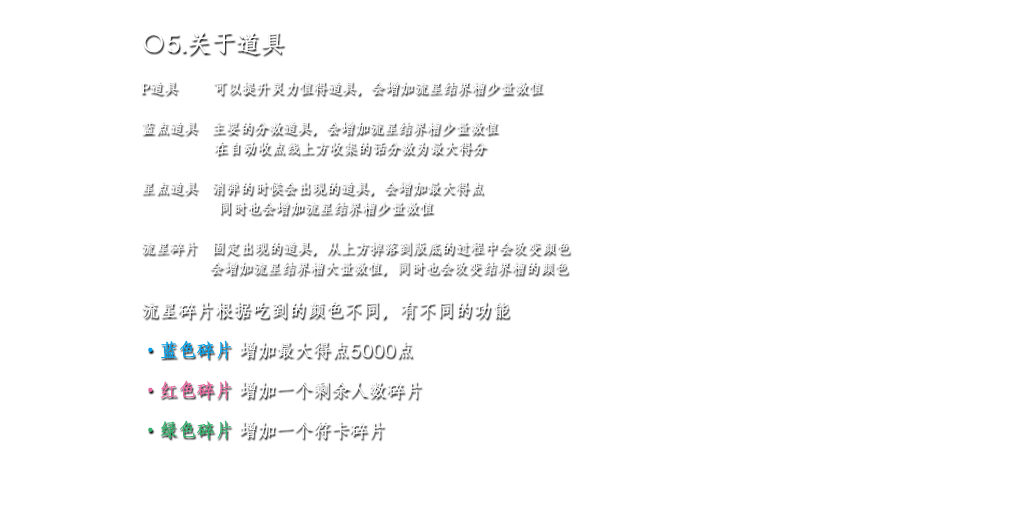 〇5.关于道具
P道具 可以提升灵力值得道具，会增加流星结界槽少量数值
蓝点道具 主要的分数道具，会增加流星结界槽少量数值
在自动收点线上方收集的话分数为最大得分
星点道具 消弹的时候会出现的道具，会增加最大得点
同时也会增加流星结界槽少量数值
流星碎片 固定出现的道具，从上方掉落到版底的过程中会改变颜色
会增加流星结界槽大量数值，同时也会改变结界槽的颜色
流星碎片根据吃到的颜色不同，有不同的功能
・蓝色碎片 增加最大得点5000点
・红色碎片 增加一个剩余人数碎片
・绿色碎片 增加一个符卡碎片